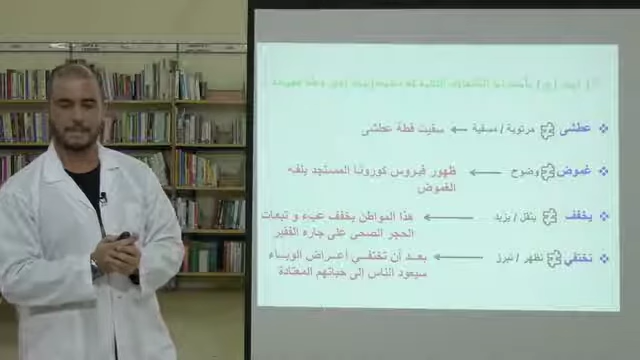 عطشى مرتوية / مسقية سقيت قطة عطشى
غموض وضوح ظهور فيروس كورونا المستجد يلفه
الغموض
يخفف يثقل / يزيد هذا المواطن يخفف عبء و تبعات
الحجر الصحي على جاره الفقير
تختفي تظهر / تبرز بعد أن تختفي أعراض الوباء
سيعود الناس إلى حياتهم المعتادة